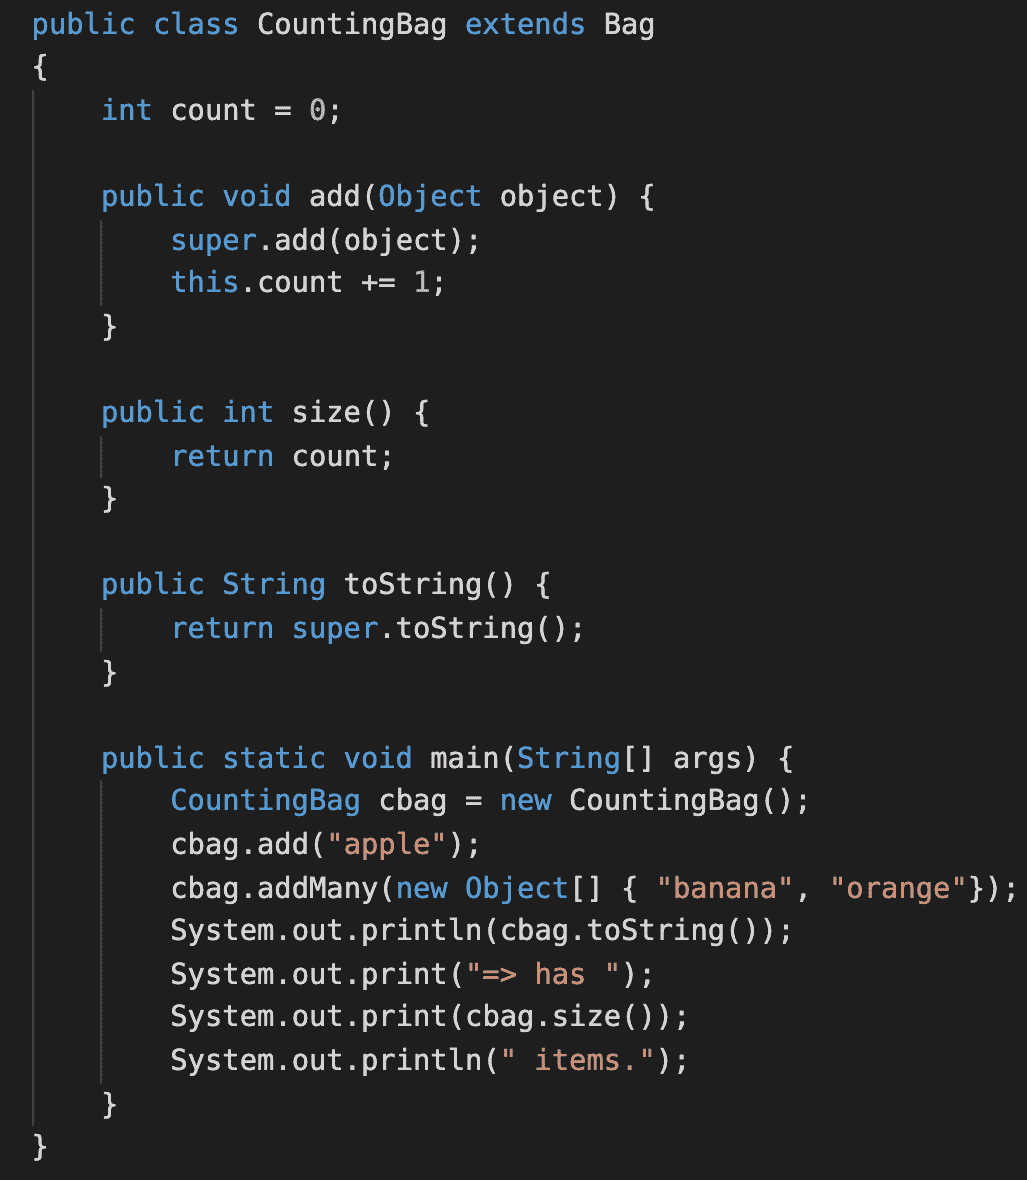 public class CountingBag extends Bag
{
    int count = 0;

    public void add(Object object) {
        super.add(object);
        this.count += 1;
    }

    public int size() {
        return count;
    }

    public String toString() {
        return super.toString();
    }

    public static void main(String[] args) {
        CountingBag cbag = new CountingBag();
        cbag.add("apple");
        cbag.addMany(new Object[] { "banana", "orange"});
        System.out.println(cbag.toString());
        System.out.print("=> has ");
        System.out.print(cbag.size());
        System.out.println(" items.");
    }
}